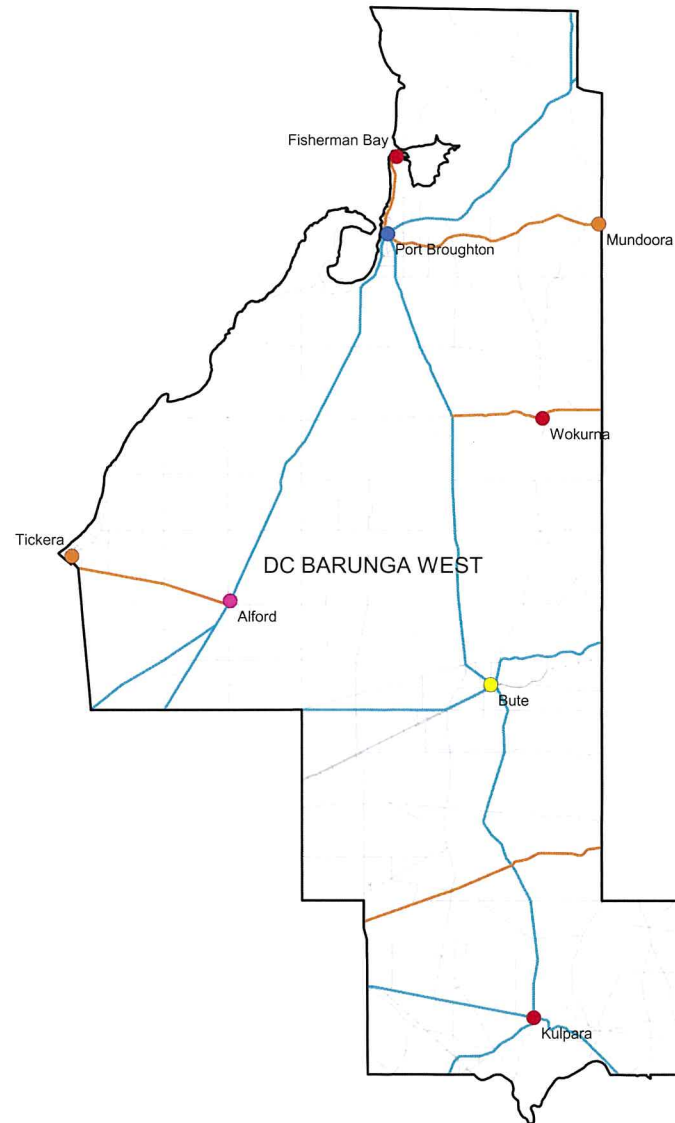 Fisherman Bay
Port Broughton
Mundoora
Wokurna
Tickera
DC BARUNGA WEST
Alford
Bute
Kulpara